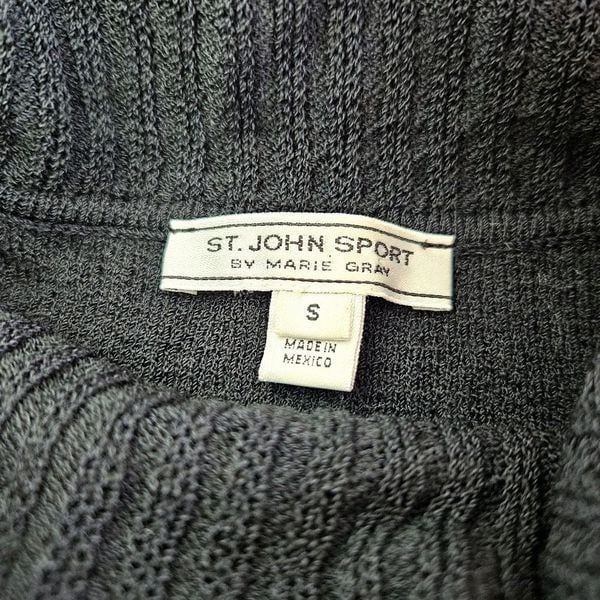 ST. JOHN SPORT
BY MARIE GRAY
S
MADE IN
MEXICO